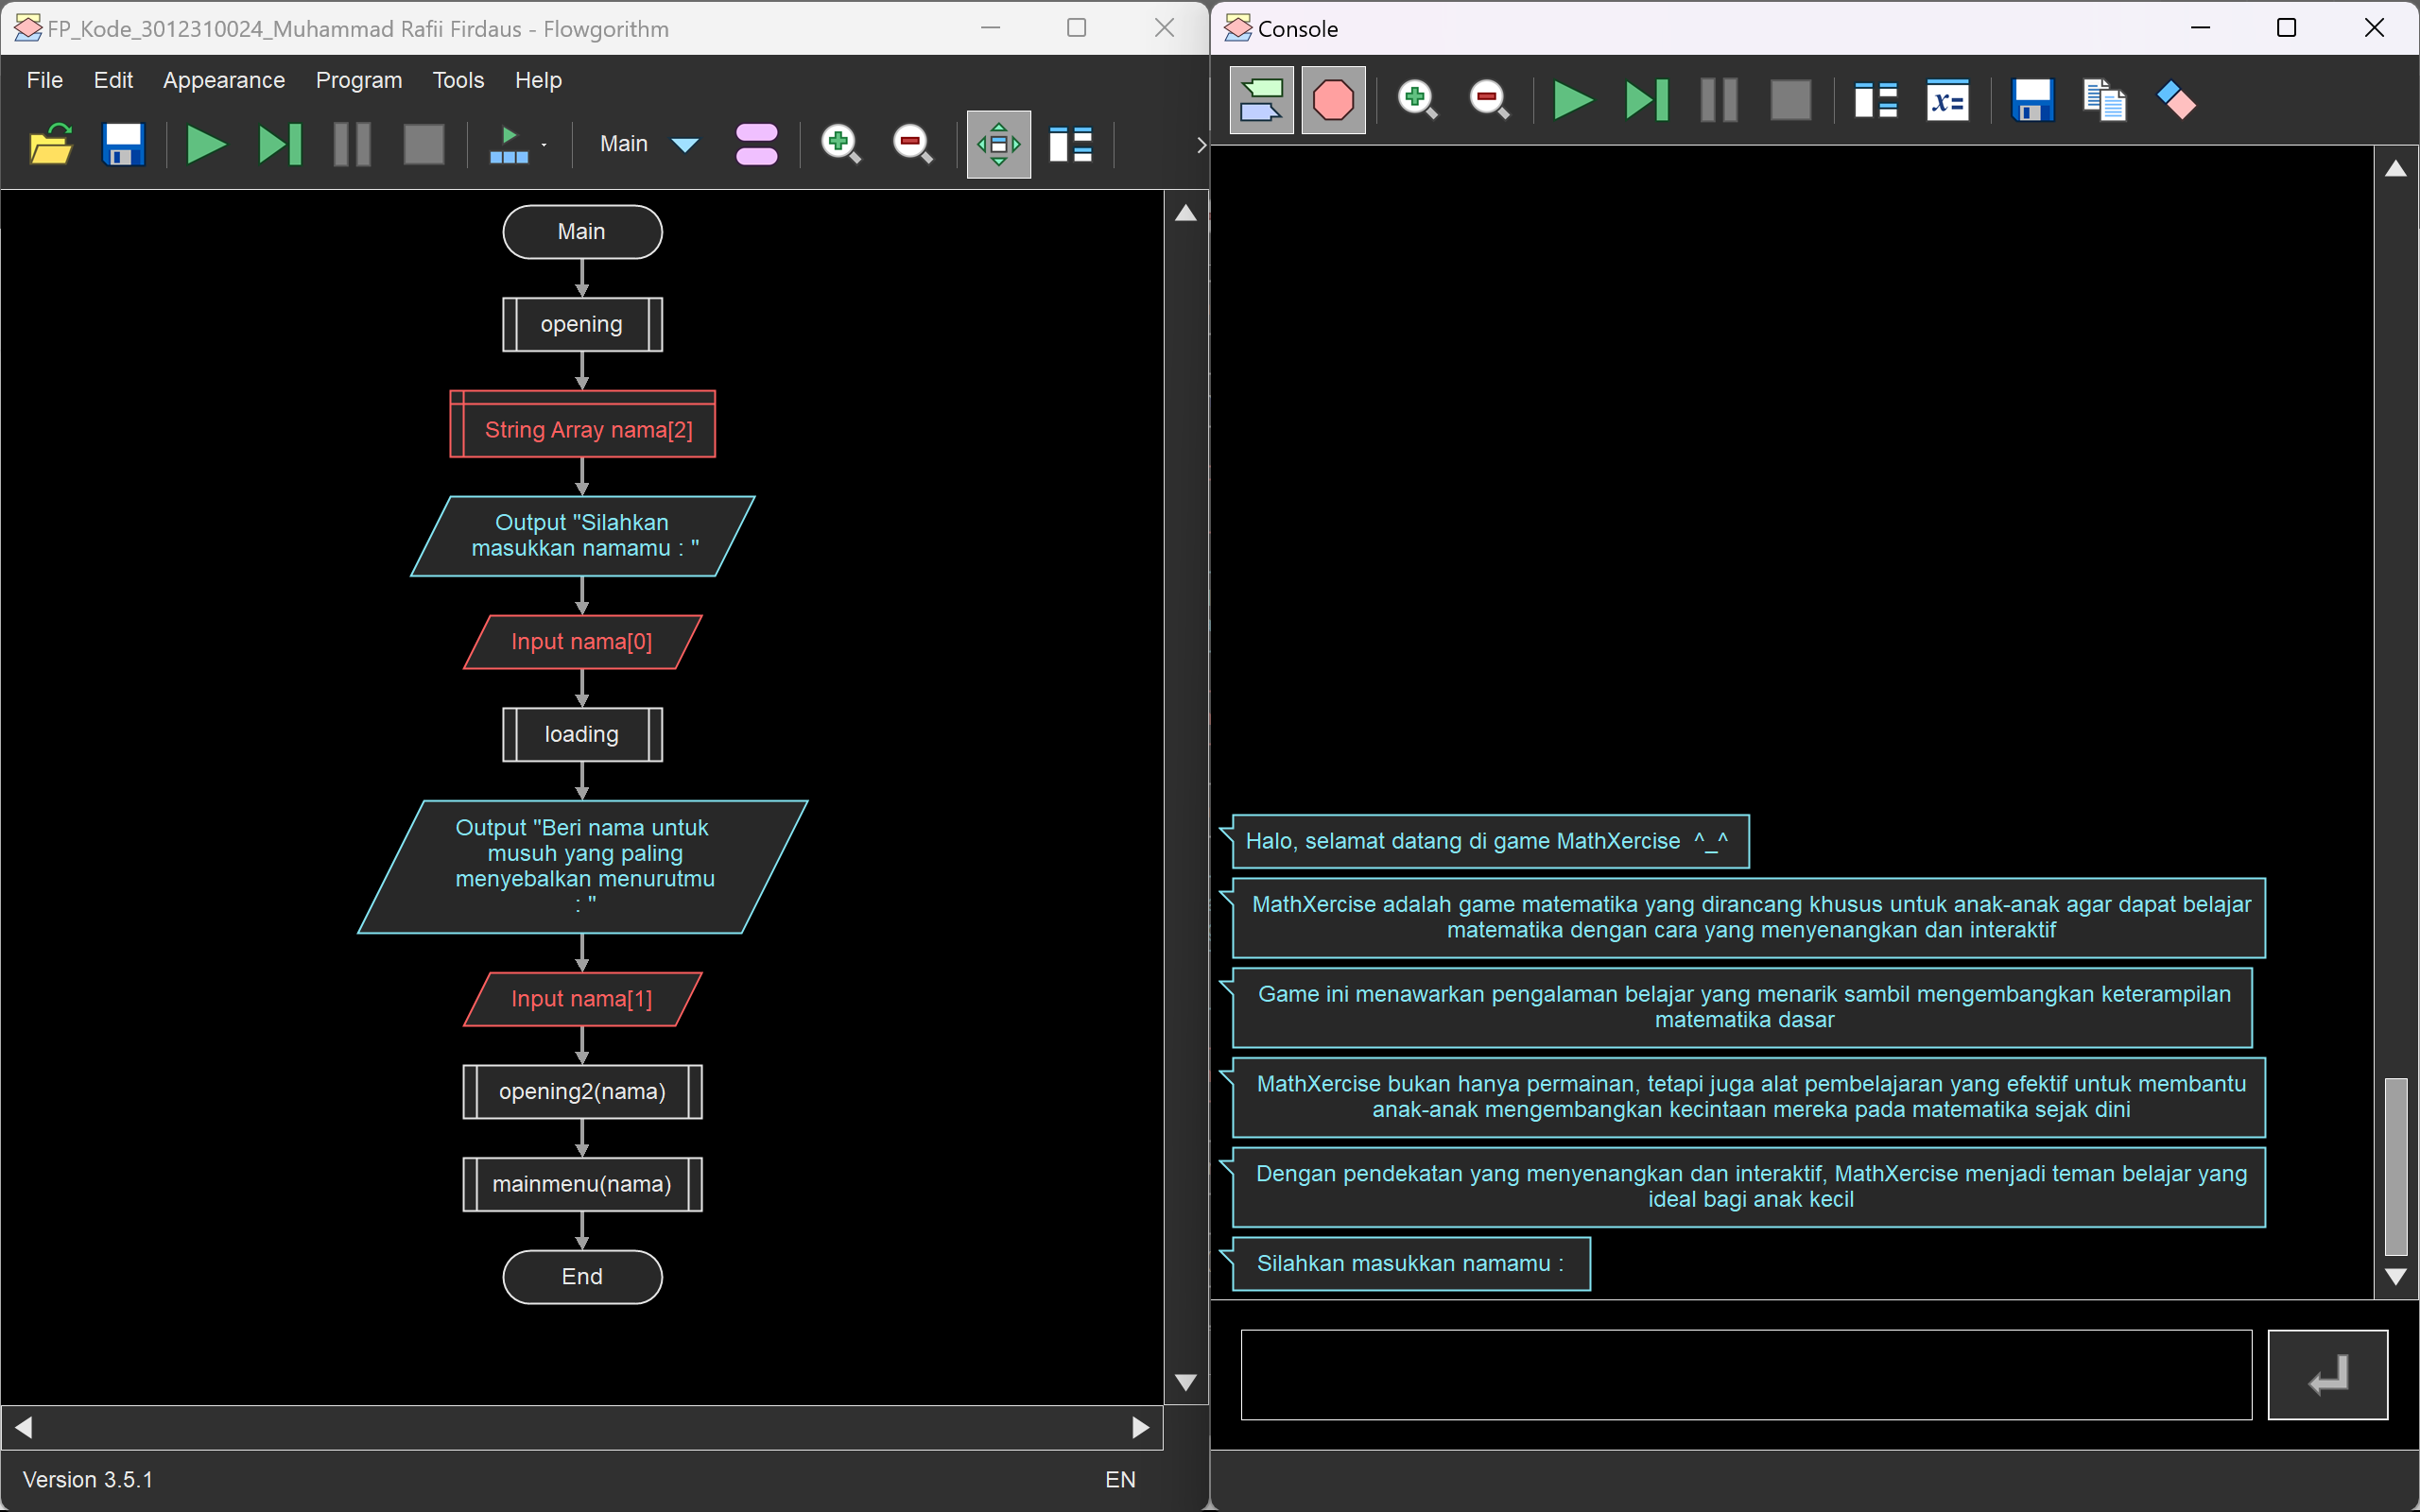 FP_Kode_3012310024_Muhammad Rafii Firdaus - Flowgorithm
File Edit Appearance Program Tools Help
Main
Main
opening
String Array nama[2]
Output "Silahkan
masukkan namamu : "
Input nama[0]
loading
Output "Beri nama untuk
musuh yang paling
menyebalkan menurutmu
: "
Input nama[1]
opening2(nama)
mainmenu(nama)
End
Version 3.5.1
EN
Console
x=
Halo, selamat datang di game MathXercise ^_^
MathXercise adalah game matematika yang dirancang khusus untuk anak-anak agar dapat belajar
matematika dengan cara yang menyenangkan dan interaktif
Game ini menawarkan pengalaman belajar yang menarik sambil mengembangkan keterampilan
matematika dasar
MathXercise bukan hanya permainan, tetapi juga alat pembelajaran yang efektif untuk membantu
anak-anak mengembangkan kecintaan mereka pada matematika sejak dini
Dengan pendekatan yang menyenangkan dan interaktif, MathXercise menjadi teman belajar yang
ideal bagi anak kecil
Silahkan masukkan namamu :